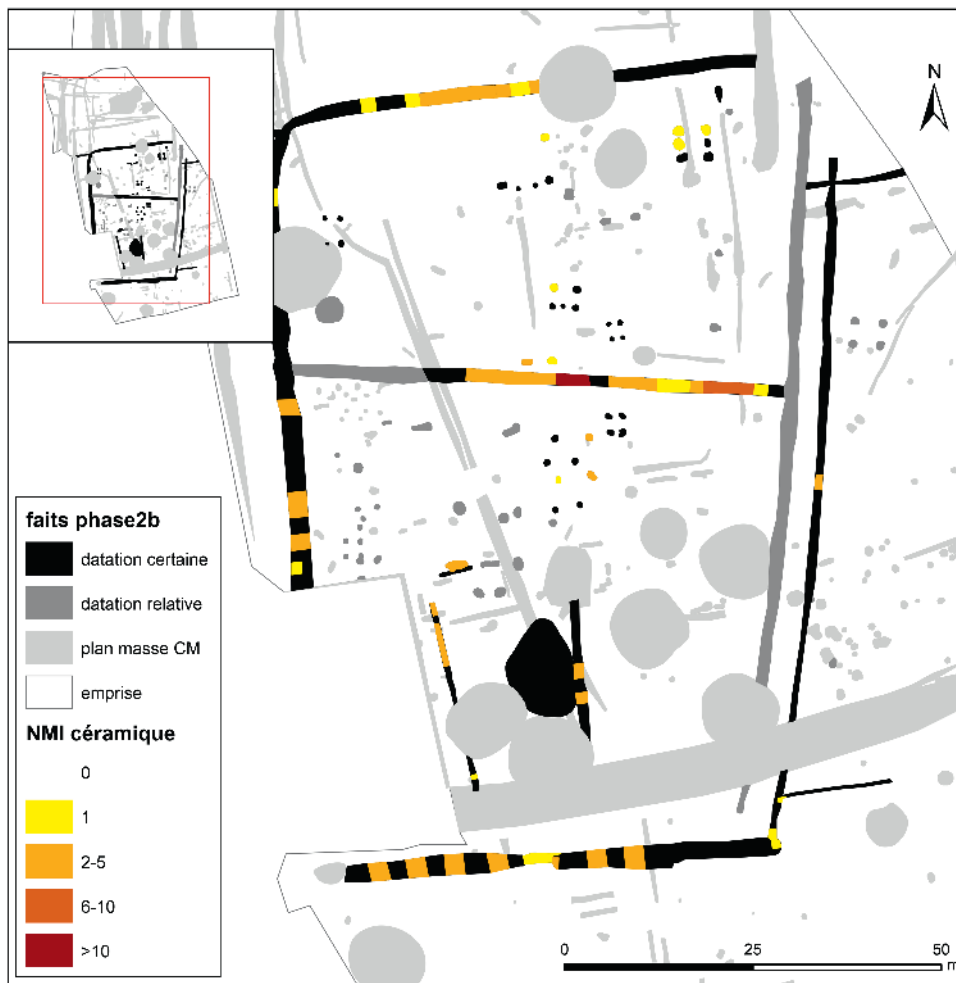 N
faits phase2b
datation certaine
datation relative
plan masse CM
emprise
NMI céramique
0
1
2-5
6-10
>10
0 25 50
m